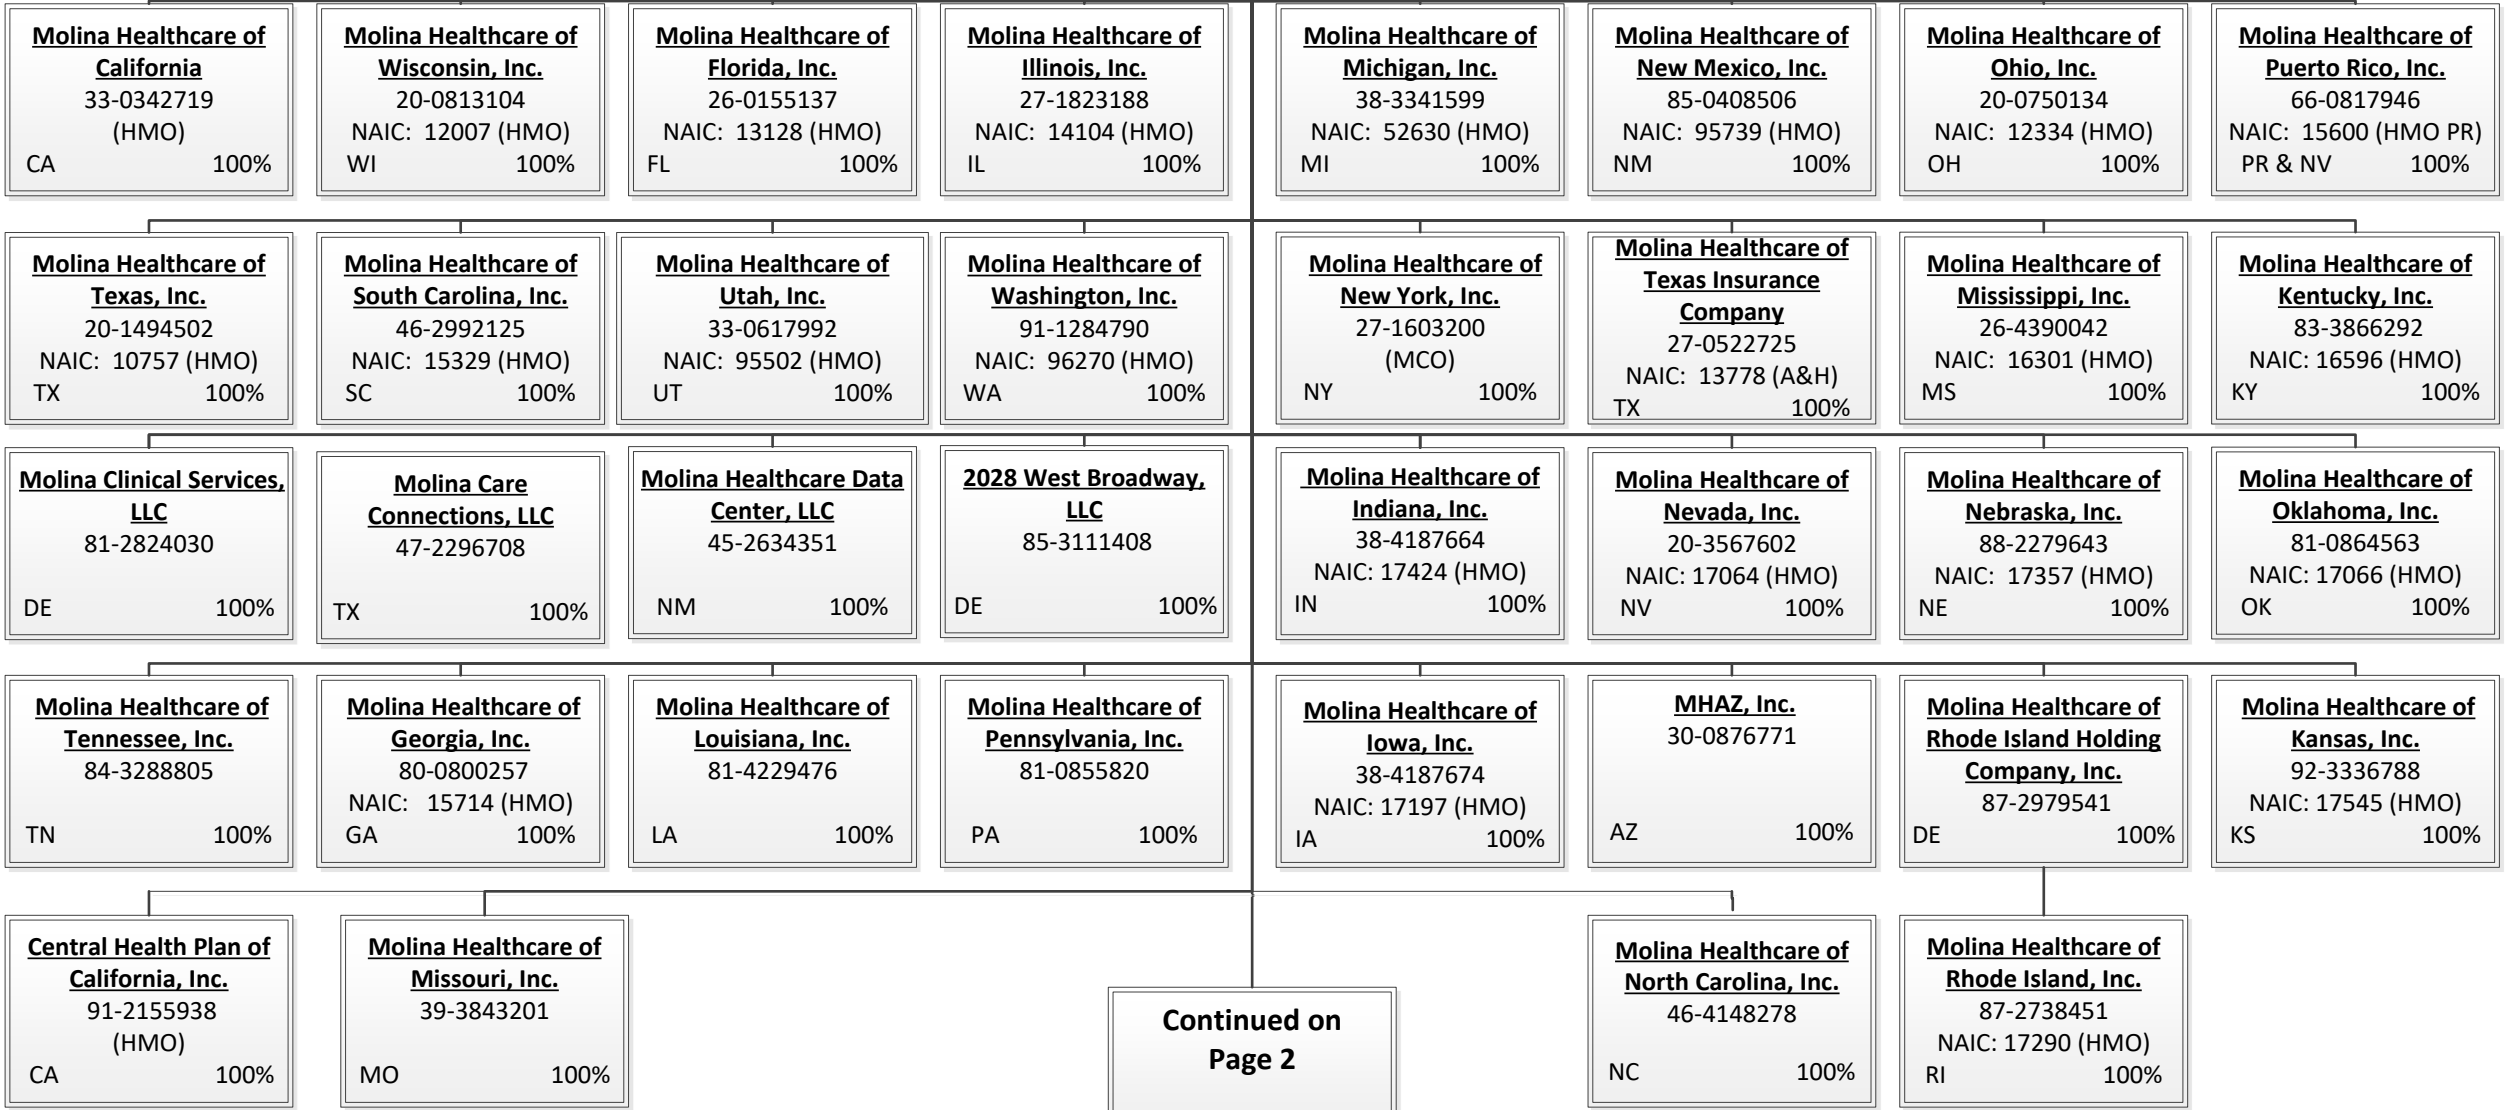 Molina Healthcare of
California
33-0342719
(HMO)
CA 100%
Molina Healthcare of
Wisconsin, Inc.
20-0813104
NAIC: 12007 (HMO)
WI 100%
Molina Healthcare of
Florida, Inc.
26-0155137
NAIC: 13128 (HMO)
FL 100%
Molina Healthcare of
Illinois, Inc.
27-1823188
NAIC: 14104 (HMO)
IL 100%
Molina Healthcare of
Michigan, Inc.
38-3341599
NAIC: 52630 (HMO)
MI 100%
Molina Healthcare of
New Mexico, Inc.
85-0408506
NAIC: 95739 (HMO)
NM 100%
Molina Healthcare of
Ohio, Inc.
20-0750134
NAIC: 12334 (HMO)
OH 100%
Molina Healthcare of
Puerto Rico, Inc.
66-0817946
NAIC: 15600 (HMO PR)
PR & NV 100%
Molina Healthcare of
Texas, Inc.
20-1494502
NAIC: 10757 (HMO)
TX 100%
Molina Healthcare of
South Carolina, Inc.
46-2992125
NAIC: 15329 (HMO)
SC 100%
Molina Healthcare of
Utah, Inc.
33-0617992
NAIC: 95502 (HMO)
UT 100%
Molina Healthcare of
Washington, Inc.
91-1284790
NAIC: 96270 (HMO)
WA 100%
Molina Healthcare of
New York, Inc.
27-1603200
(MCO)
NY 100%
Molina Healthcare of
Texas Insurance
Company
27-0522725
NAIC: 13778 (A&H)
TX 100%
Molina Healthcare of
Mississippi, Inc.
26-4390042
NAIC: 16301 (HMO)
MS 100%
Molina Healthcare of
Kentucky, Inc.
83-3866292
NAIC: 16596 (HMO)
KY 100%
Molina Clinical Services,
LLC
81-2824030
DE 100%
Molina Care
Connections, LLC
47-2296708
TX 100%
Molina Healthcare Data
Center, LLC
45-2634351
NM 100%
2028 West Broadway,
LLC
85-3111408
DE 100%
Molina Healthcare of
Indiana, Inc.
38-4187664
NAIC: 17424 (HMO)
IN 100%
Molina Healthcare of
Nevada, Inc.
20-3567602
NAIC: 17064 (HMO)
NV 100%
Molina Healthcare of
Nebraska, Inc.
88-2279643
NAIC: 17357 (HMO)
NE 100%
Molina Healthcare of
Oklahoma, Inc.
81-0864563
NAIC: 17066 (HMO)
OK 100%
Molina Healthcare of
Tennessee, Inc.
84-3288805
TN 100%
Molina Healthcare of
Georgia, Inc.
80-0800257
NAIC: 15714 (HMO)
GA 100%
Molina Healthcare of
Louisiana, Inc.
81-4229476
LA 100%
Molina Healthcare of
Pennsylvania, Inc.
81-0855820
PA 100%
Molina Healthcare of
Iowa, Inc.
38-4187674
NAIC: 17197 (HMO)
IA 100%
MHAZ, Inc.
30-0876771
AZ 100%
Molina Healthcare of
Rhode Island Holding
Company, Inc.
87-2979541
DE 100%
Molina Healthcare of
Kansas, Inc.
92-3336788
NAIC: 17545 (HMO)
KS 100%
Central Health Plan of
California, Inc.
91-2155938
(HMO)
CA 100%
Molina Healthcare of
Missouri, Inc.
39-3843201
MO 100%
Continued on
Page 2
Molina Healthcare of
North Carolina, Inc.
46-4148278
NC 100%
Molina Healthcare of
Rhode Island, Inc.
87-2738451
NAIC: 17290 (HMO)
RI 100%